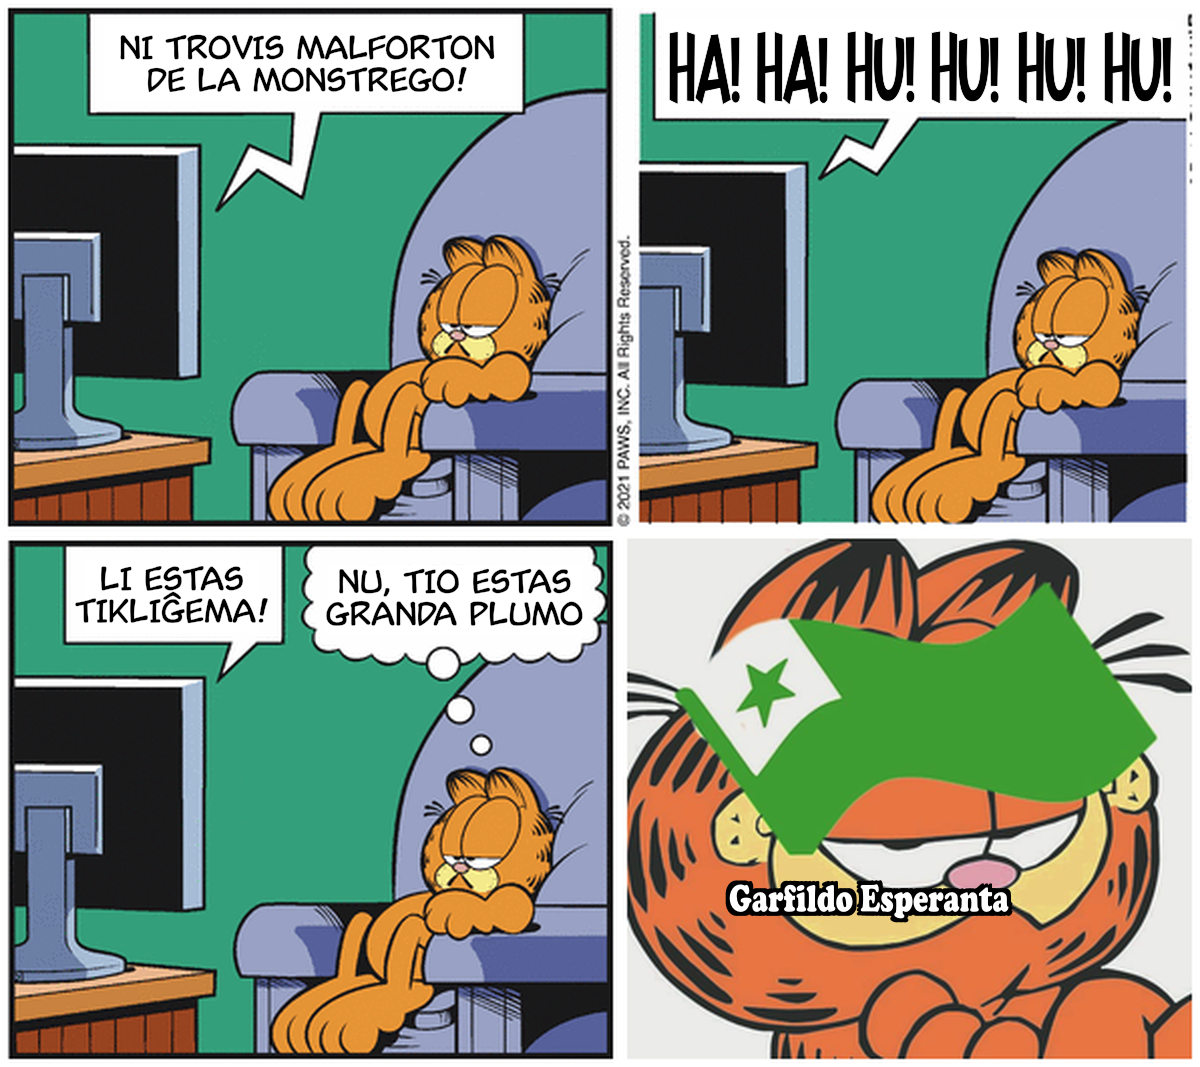 NI TROVIS MALFORTON
DE LA MONSTREGO!
HA! HA! HU! HU! HU! HU!
© 2021 PAWS, INC. All Rights Reserved.
LI ESTAS
TIKLIĜEMA!
NU, TIO ESTAS
GRANDA PLUMO
Garfildo Esperanta